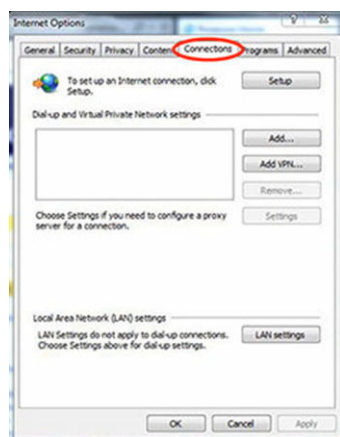 Internet Options
General Security Privacy Content Connections Programs Advanced
To set up an Internet connection, click Setup
Setup.
Dial-up and Virtual Private Network settings
Add...
Add VPN...
Remove...
Choose Settings if you need to configure a proxy Settings
server for a connection.
Local Area Network (LAN) settings
LAN Settings do not apply to dial-up connections. LAN settings
Choose Settings above for dial-up settings.
OK Cancel Apply